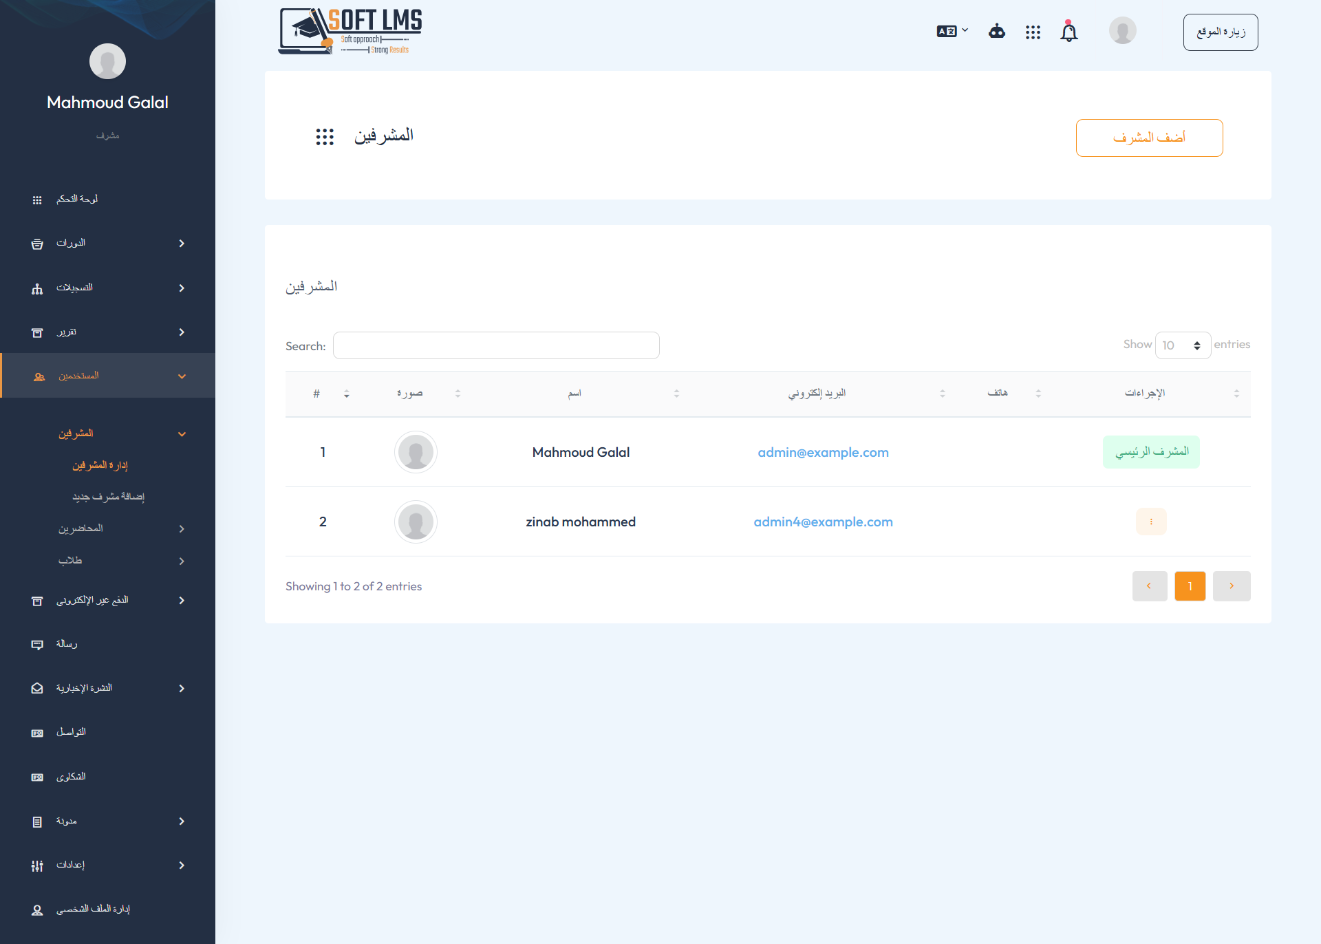 Mahmoud Galal
مشرف
لوحة التحكم
الدورات
التسجيلات
تقرير
المستخدمين
المشرفين
إدارة المشرفين
إضافة مشرف جديد
المحاضرين
طلاب
الدفع عبر الإلكتروني
رسالة
النشرة الإخبارية
التواصل
الشكاوى
مدونة
إعدادات
إدارة الملف الشخصي
SOFT LMS
Soft approach
Strong Results
زيارة الموقع
المشرفين
أضف المشرف
المشرفين
Search:
Show 10 entries
# صورة اسم البريد إلكتروني هاتف الإجراءات
1 Mahmoud Galal admin@example.com المشرف الرئيسي
2 zinab mohammed admin4@example.com
Showing 1 to 2 of 2 entries
‹ 1 ›